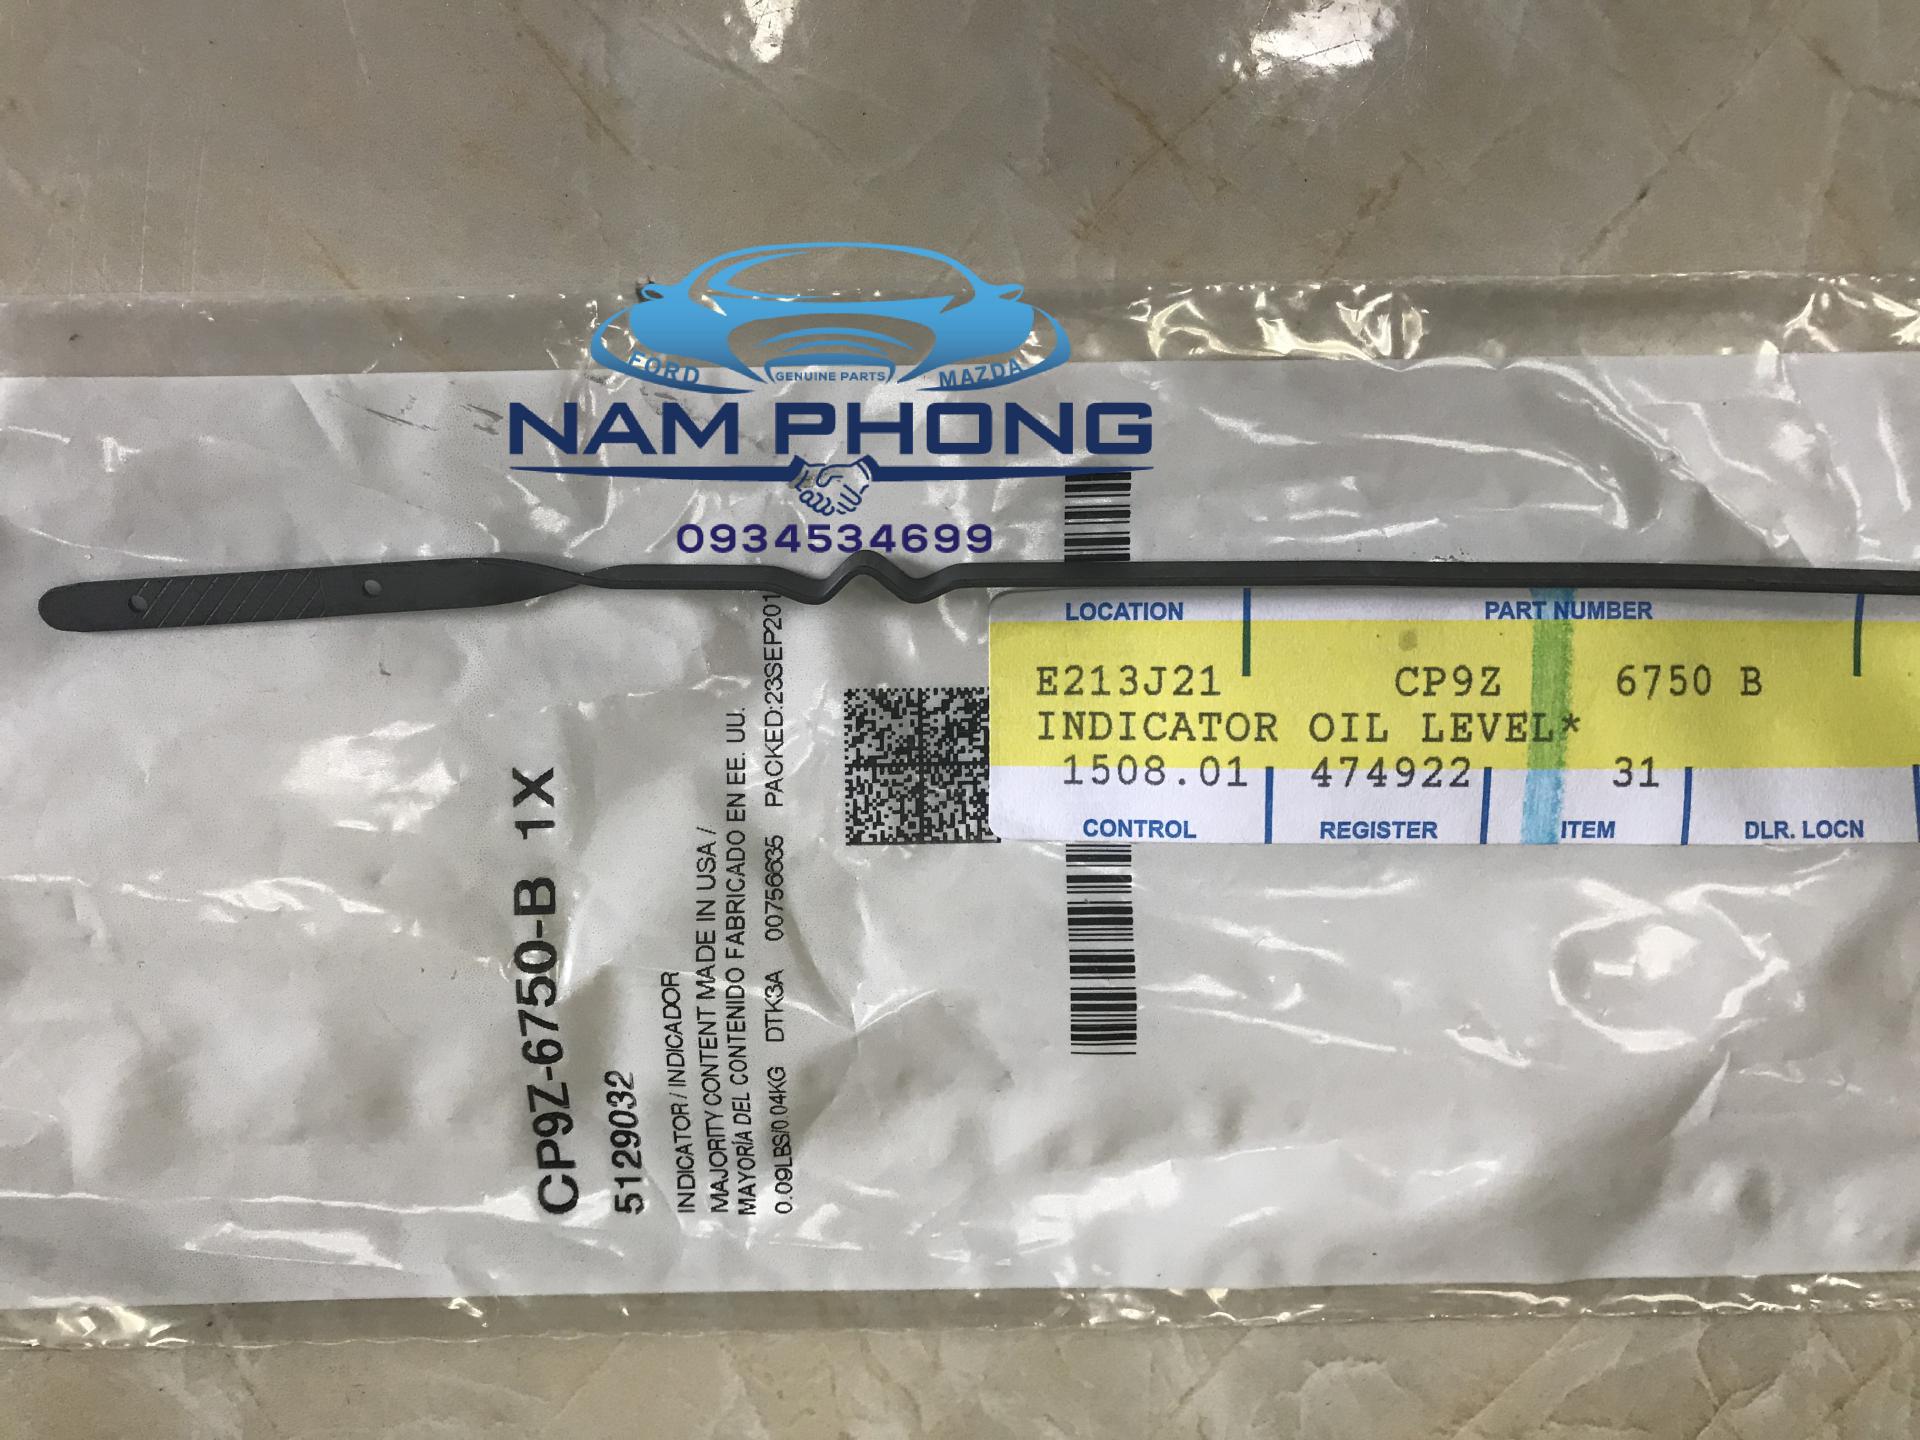 FORD
GENUINE PARTS
MAZDA
NAM PHONG
0934534699
LOCATION
PART NUMBER
E213J21 CP9Z 6750 B
INDICATOR OIL LEVEL*
1508.01 474922 31
CONTROL REGISTER ITEM DLR. LOCN
CP9Z-6750-B 1X
5129032
INDICATOR / INDICADOR
MAJORITY CONTENT MADE IN USA /
MAYORÍA DEL CONTENIDO FABRICADO EN EE. UU.
0.09LBS/0.04KG DTK3A 00756635 PACKED:23SEP201